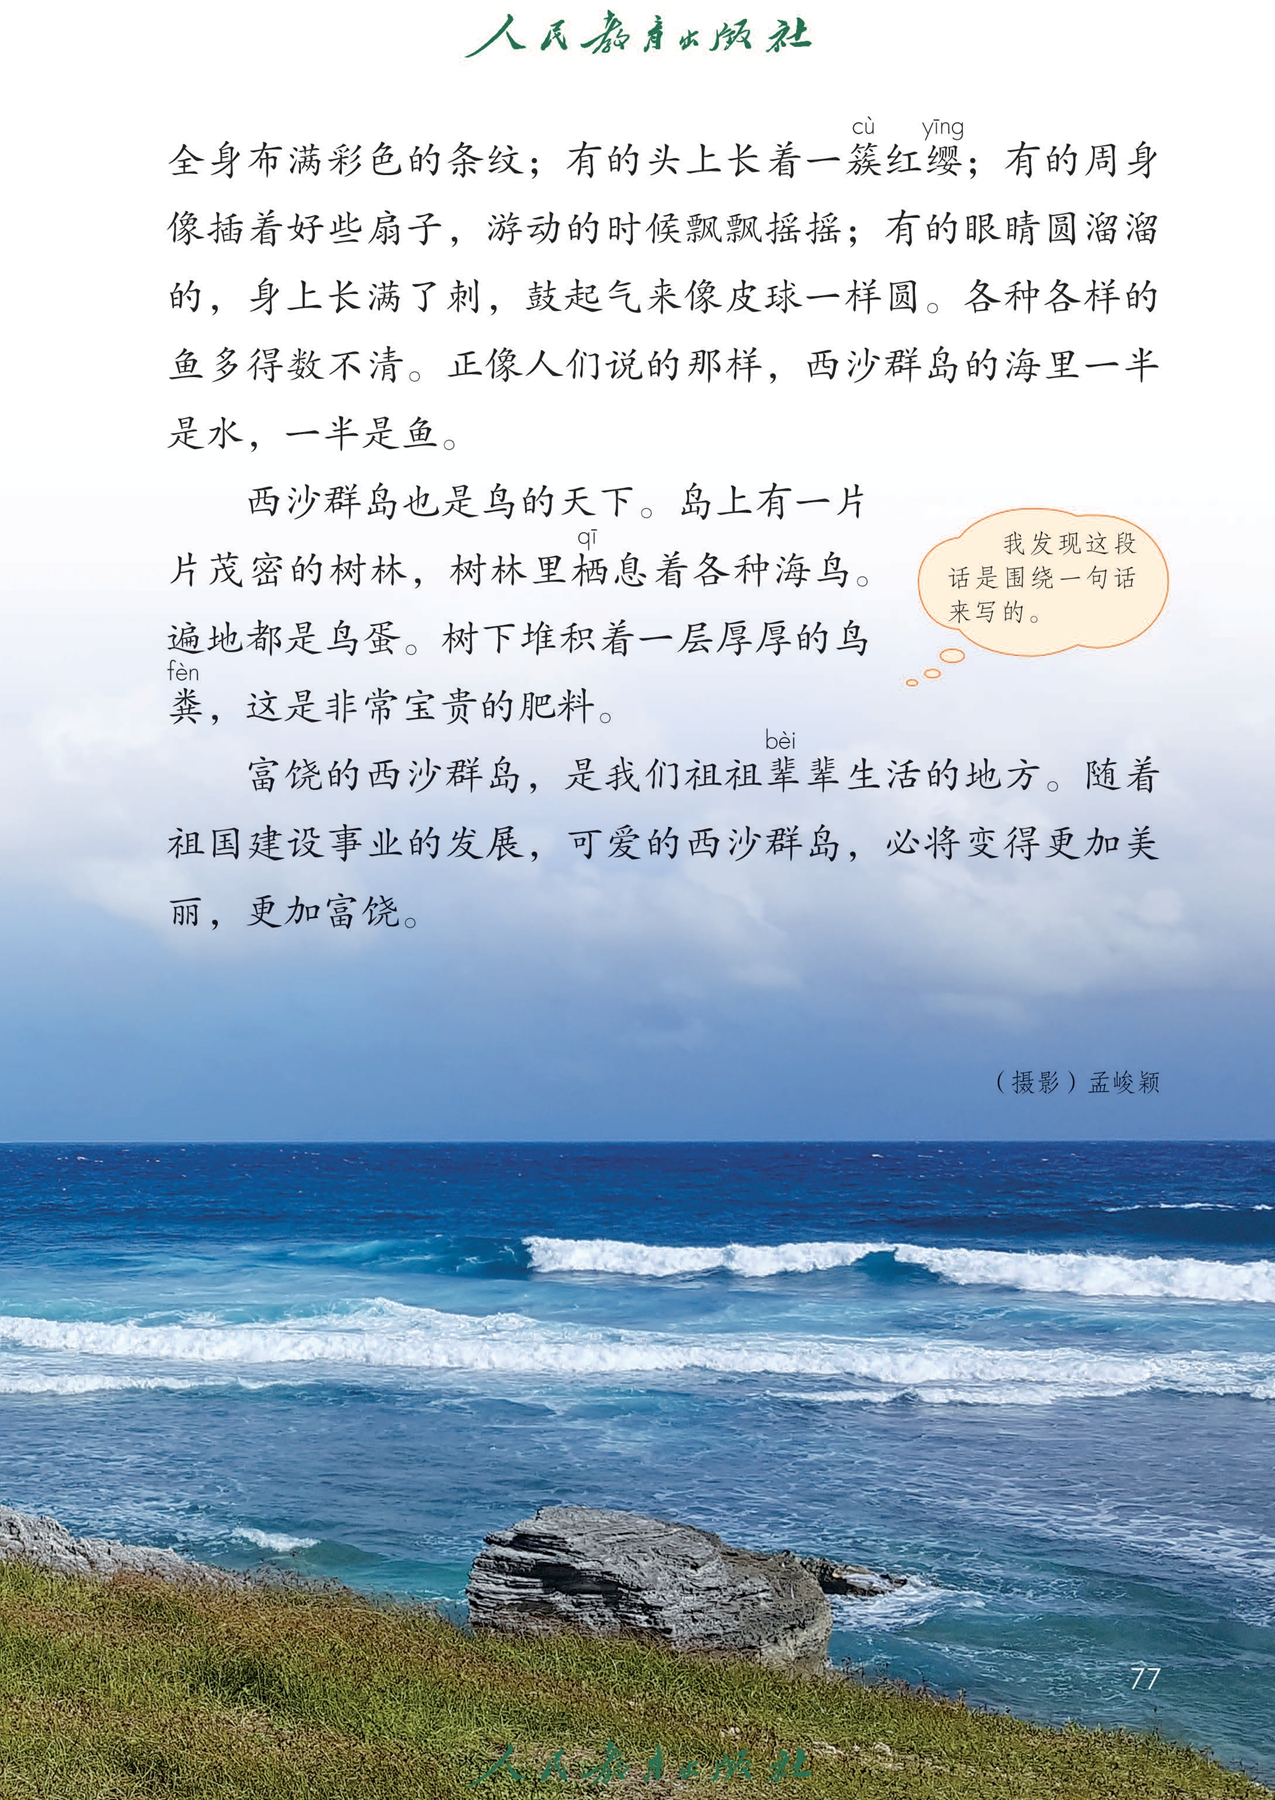 人民教育出版社
cù yīng
全身布满彩色的条纹；有的头上长着一簇红缨；有的周身
像插着好些扇子，游动的时候飘飘摇摇；有的眼睛圆溜溜
的，身上长满了刺，鼓起气来像皮球一样圆。各种各样的
鱼多得数不清。正像人们说的那样，西沙群岛的海里一半
是水，一半是鱼。
西沙群岛也是鸟的天下。岛上有一片
qī
片茂密的树林，树林里栖息着各种海鸟。
遍地都是鸟蛋。树下堆积着一层厚厚的鸟
fèn
粪，这是非常宝贵的肥料。
我发现这段
话是围绕一句话
来写的。
bèi
富饶的西沙群岛，是我们祖祖辈辈生活的地方。随着
祖国建设事业的发展，可爱的西沙群岛，必将变得更加美
丽，更加富饶。
（摄影）孟峻颖
77
人民教育出版社